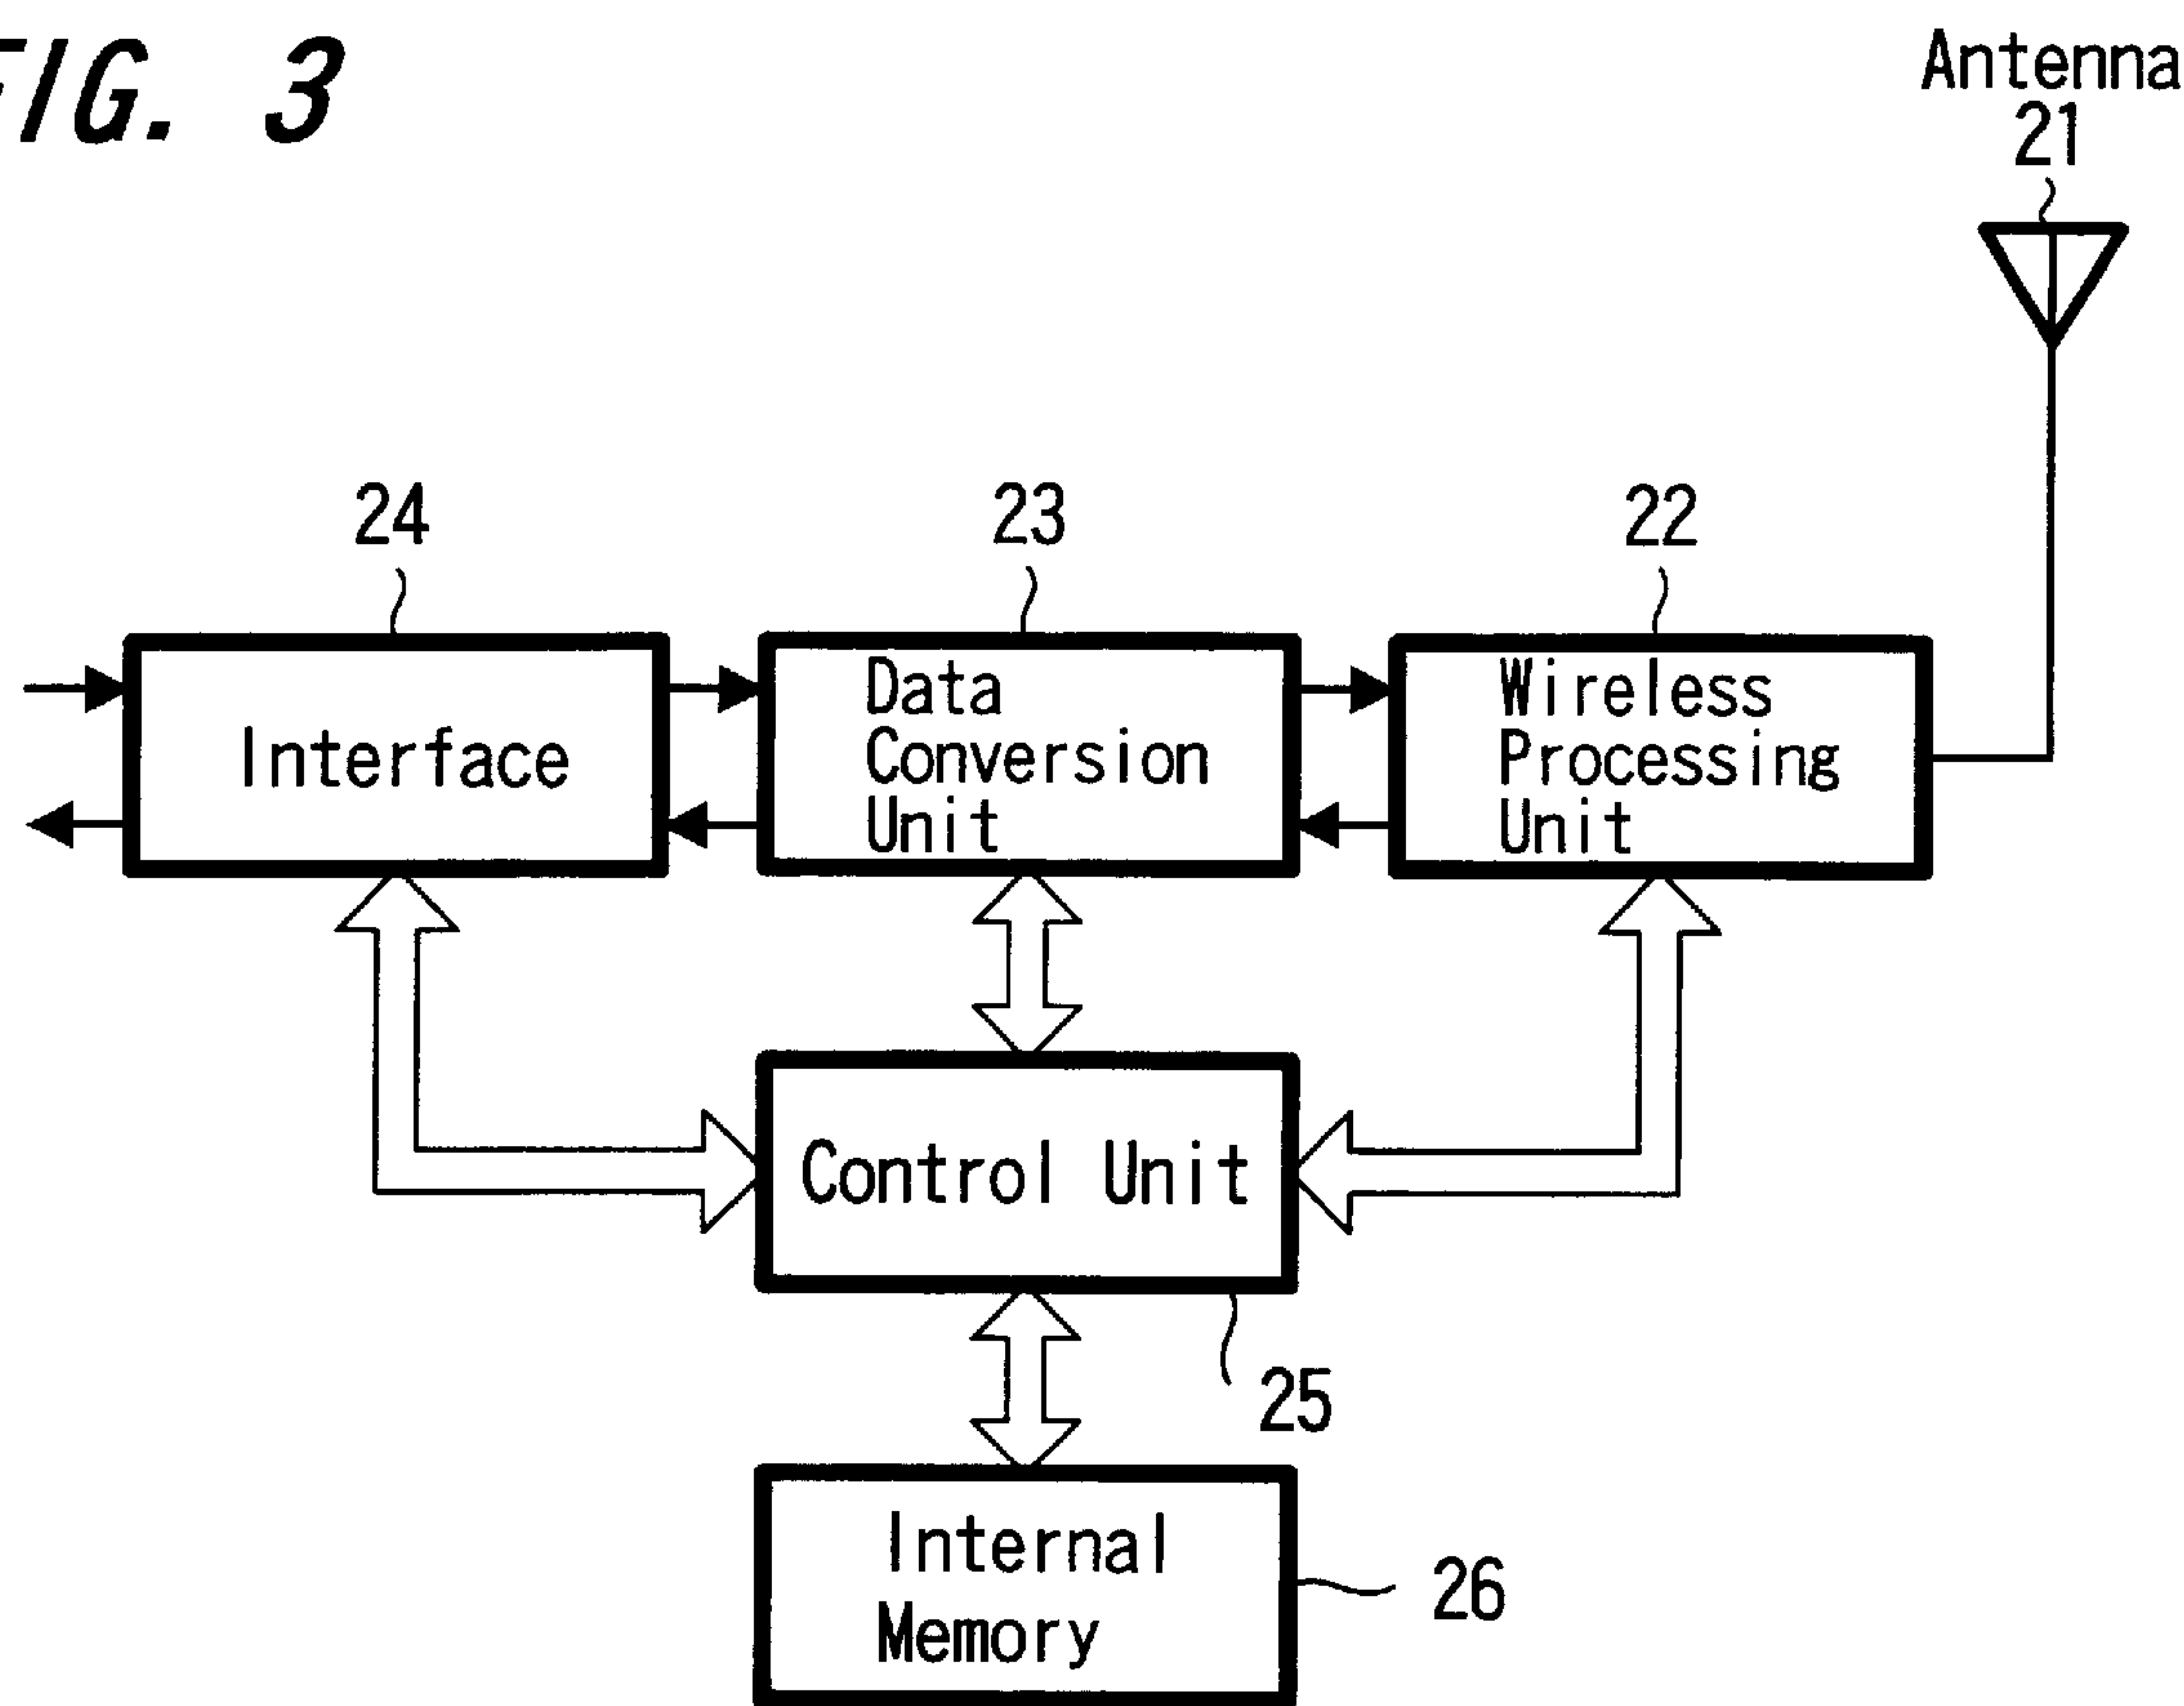 FIG. 3
Antenna
21
24
23
22
Interface
Data
Conversion
Unit
Wireless
Processing
Unit
Control Unit
25
Internal
Memory
26